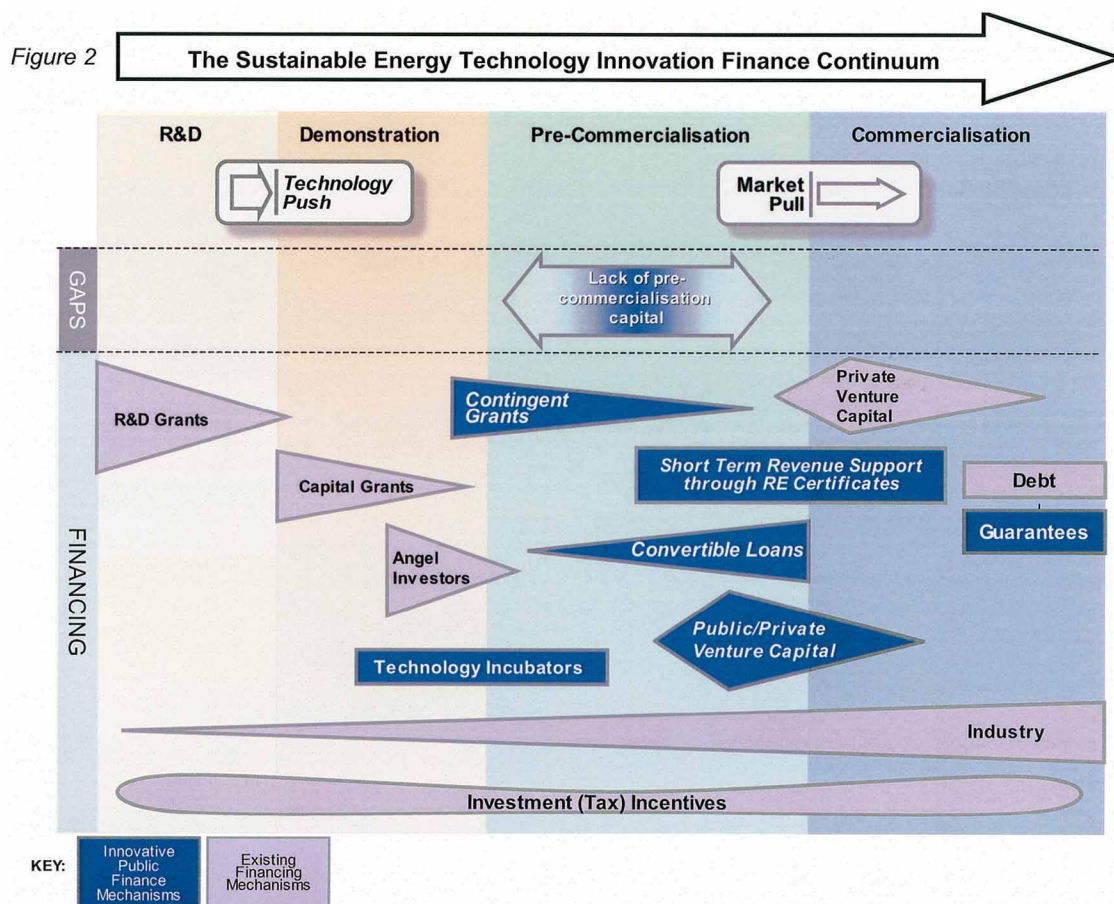 Figure 2
The Sustainable Energy Technology Innovation Finance Continuum
R&D
Demonstration
Pre-Commercialisation
Commercialisation
Technology
Push
Market
Pull
GAPS
Lack of pre-
commercialisation
capital
FINANCING
R&D Grants
Contingent
Grants
Private
Venture
Capital
Capital Grants
Short Term Revenue Support
through RE Certificates
Debt
Guarantees
Angel
Investors
Convertible Loans
Public/Private
Venture Capital
Technology Incubators
Industry
Investment (Tax) Incentives
KEY:
Innovative
Public
Finance
Mechanisms
Existing
Financing
Mechanisms